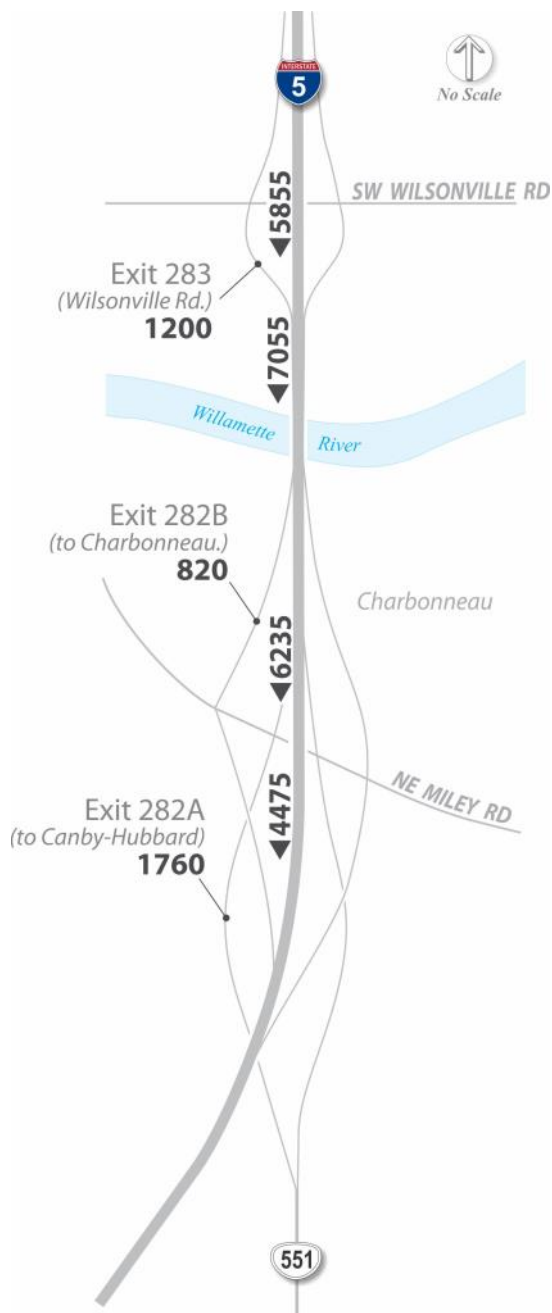 INTERSTATE
5
No Scale
SW WILSONVILLE RD
5855
Exit 283
(Wilsonville Rd.)
1200
7055
Willamette
River
Exit 282B
(to Charbonneau.)
820
Charbonneau
6235
NE MILEY RD
4475
Exit 282A
(to Canby-Hubbard)
1760
551